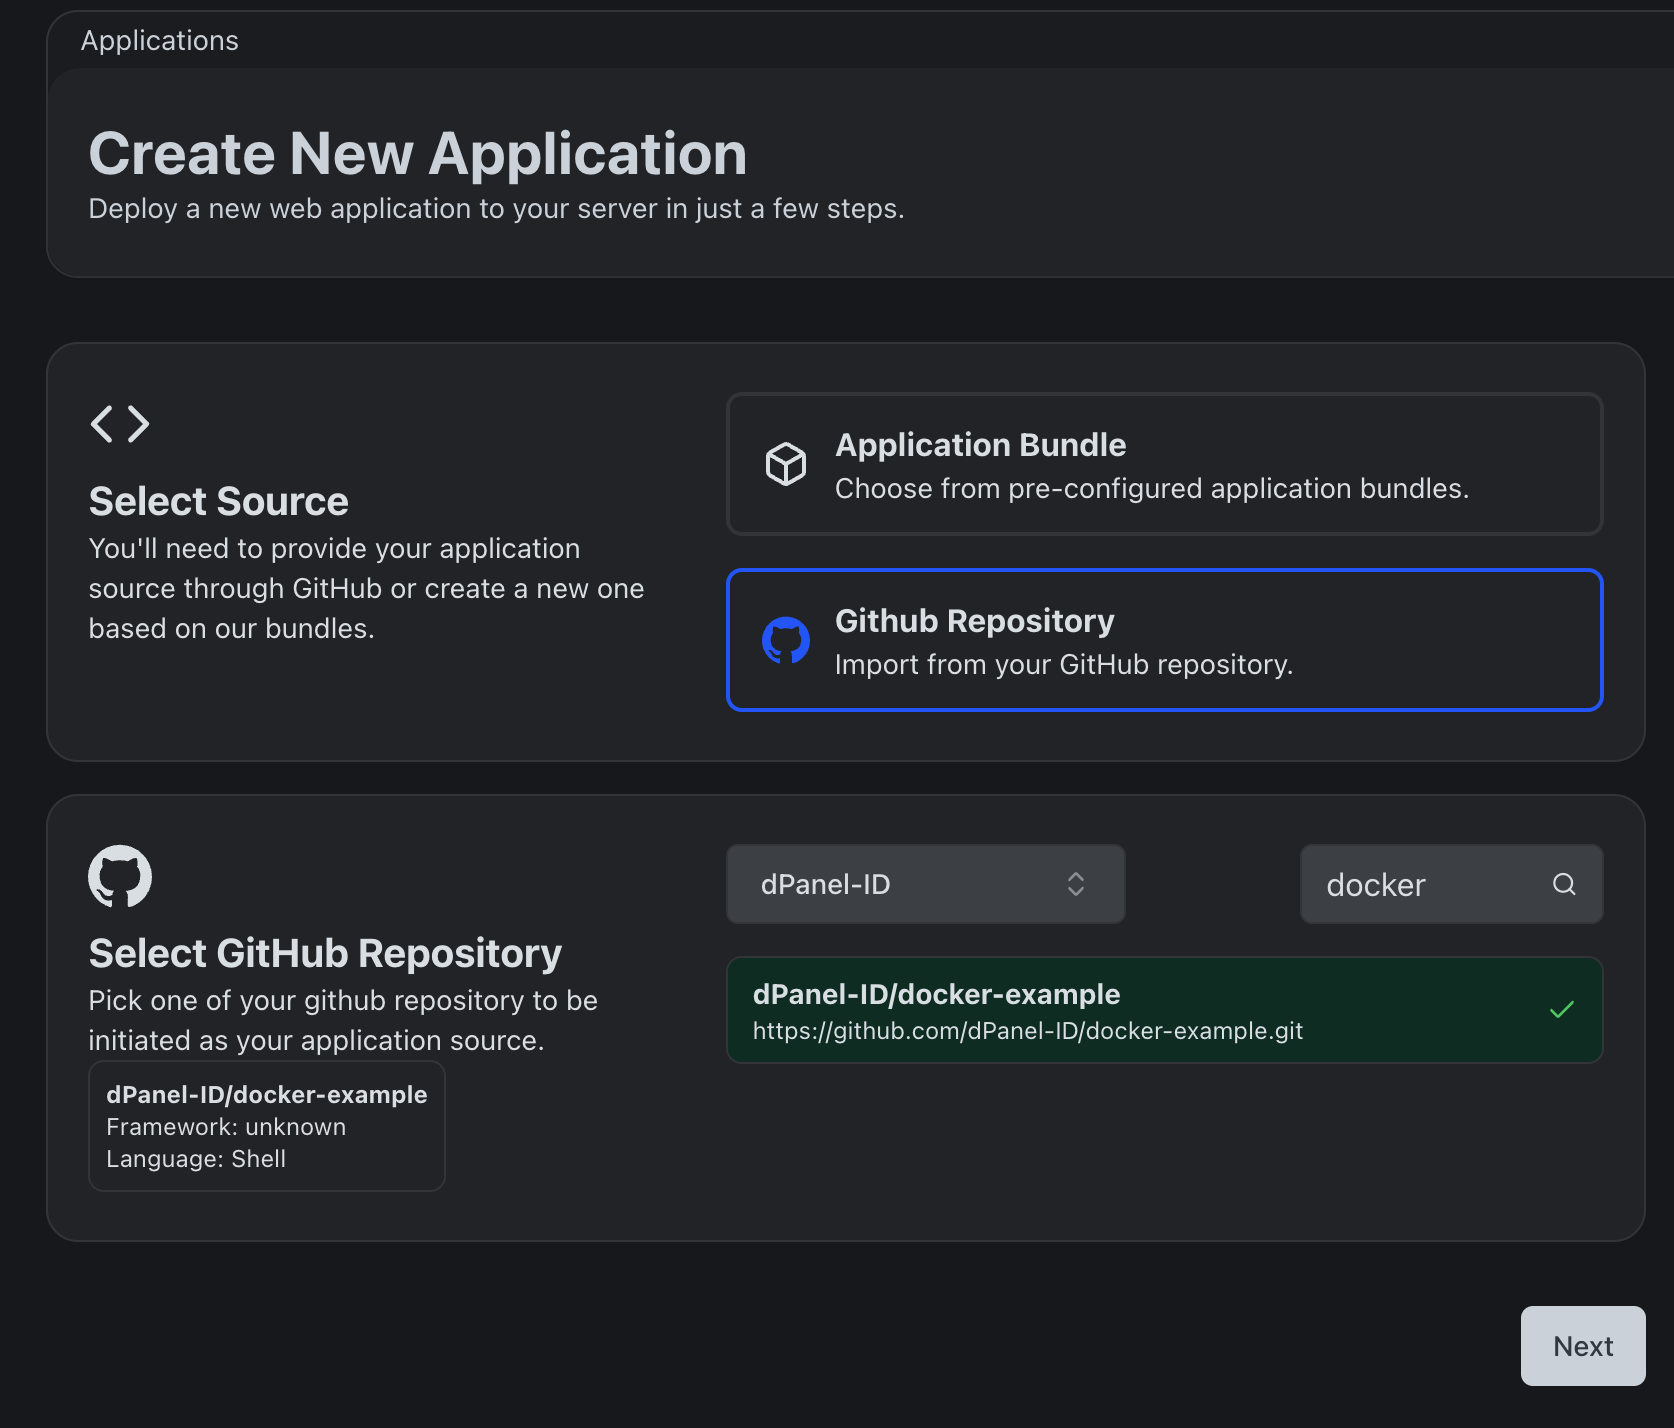 Applications
Create New Application
Deploy a new web application to your server in just a few steps.
Select Source
You'll need to provide your application
source through GitHub or create a new one
based on our bundles.
Application Bundle
Choose from pre-configured application bundles.
Github Repository
Import from your GitHub repository.
Select GitHub Repository
Pick one of your github repository to be
initiated as your application source.
dPanel-ID/docker-example
Framework: unknown
Language: Shell
dPanel-ID
docker
dPanel-ID/docker-example
https://github.com/dPanel-ID/docker-example.git
Next